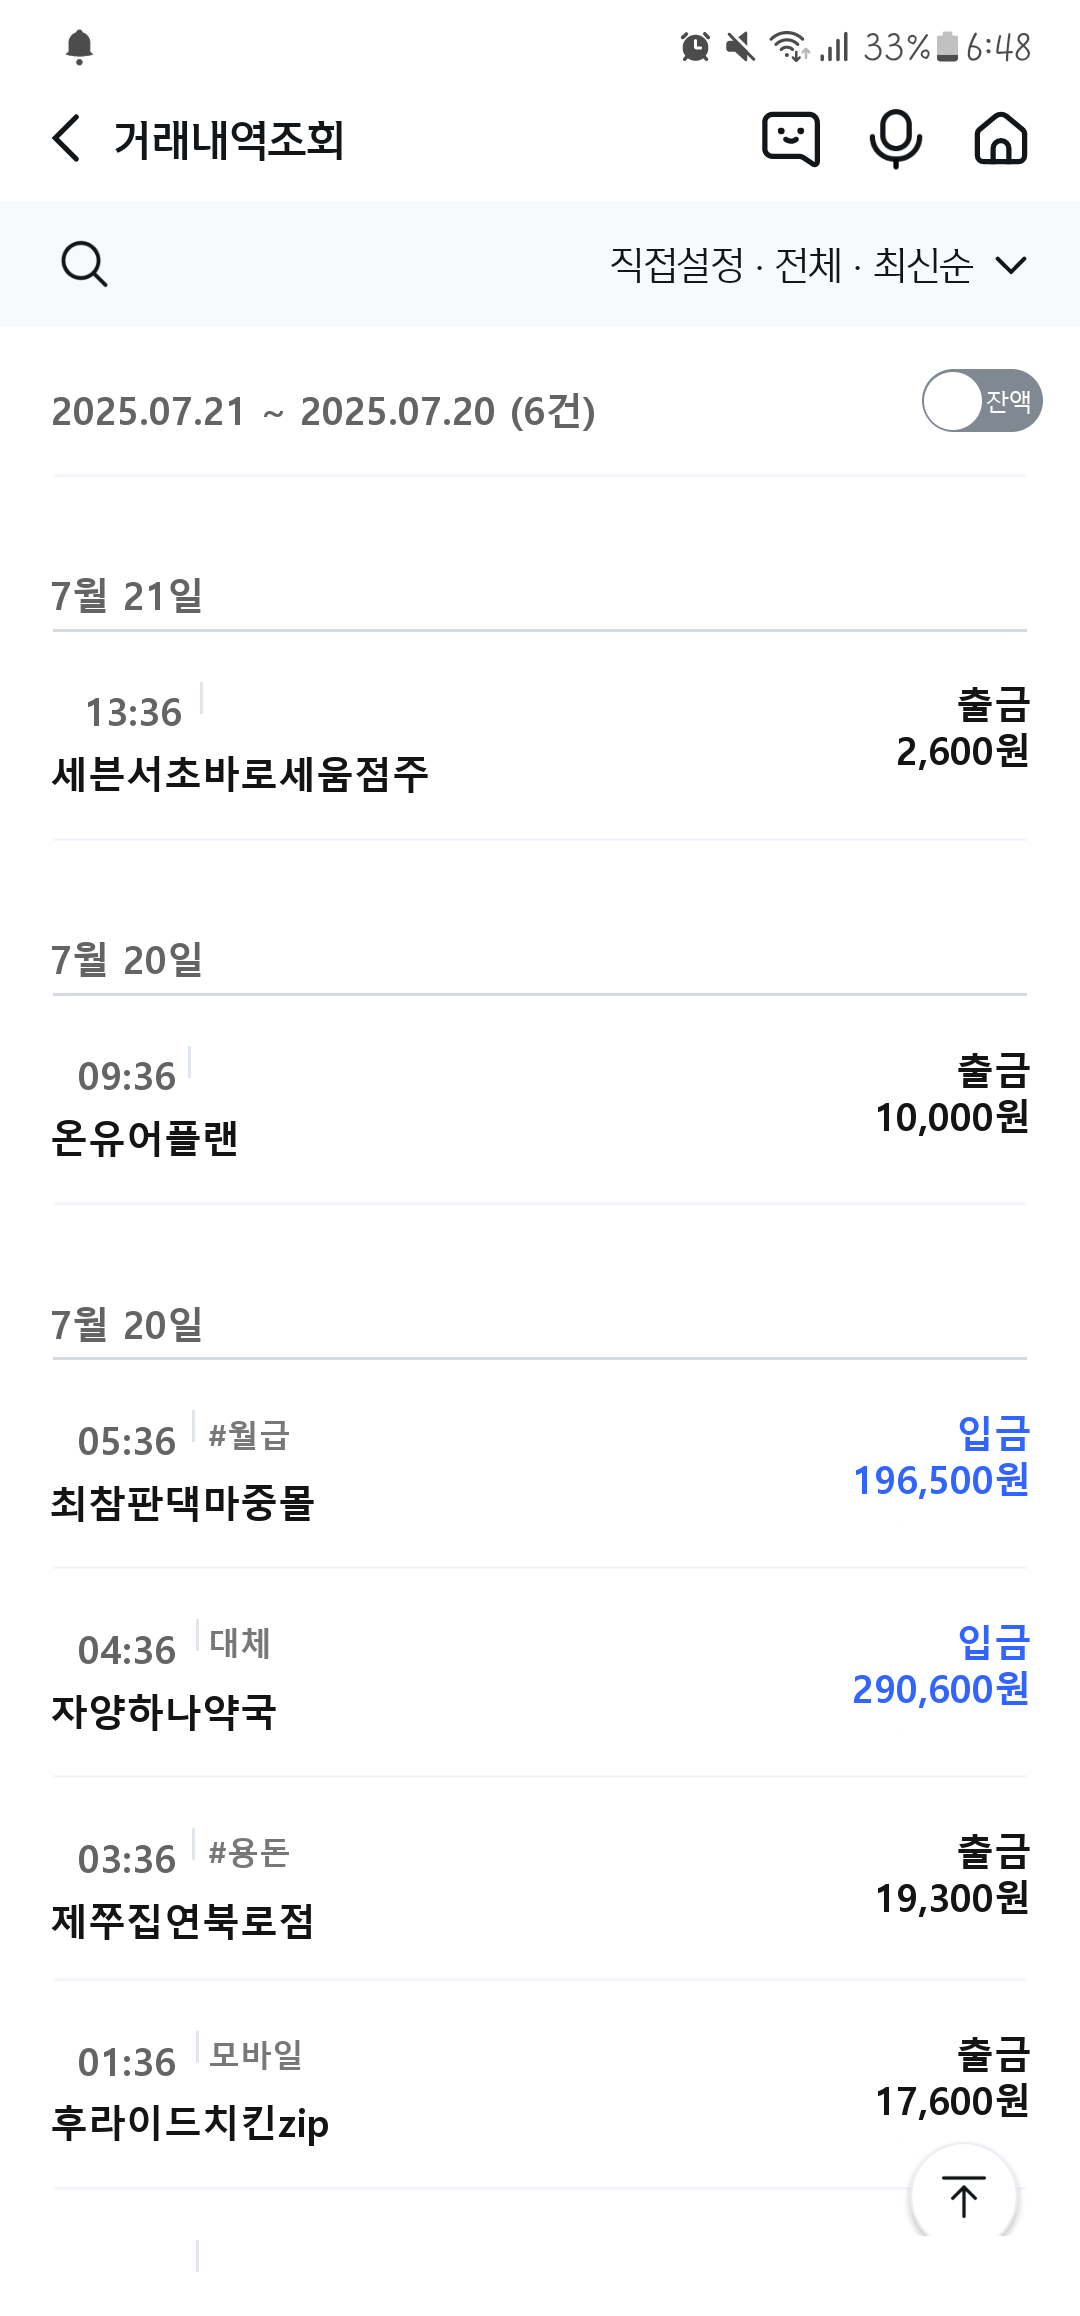 33% 6:48
거래내역조회
직접설정 · 전체 · 최신순
2025.07.21 ~ 2025.07.20 (6건)
잔액
7월 21일
13:36
출금
세븐서초바로세움점주
2,600원
7월 20일
09:36
출금
온유어플랜
10,000원
7월 20일
05:36 #월급
입금
최참판댁마중몰
196,500원
04:36 대체
입금
자양하나약국
290,600원
03:36 #용돈
출금
제쭈집연북로점
19,300원
01:36 모바일
출금
후라이드치킨zip
17,600원